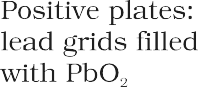 Positive plates:
lead grids filled
with PbO₂